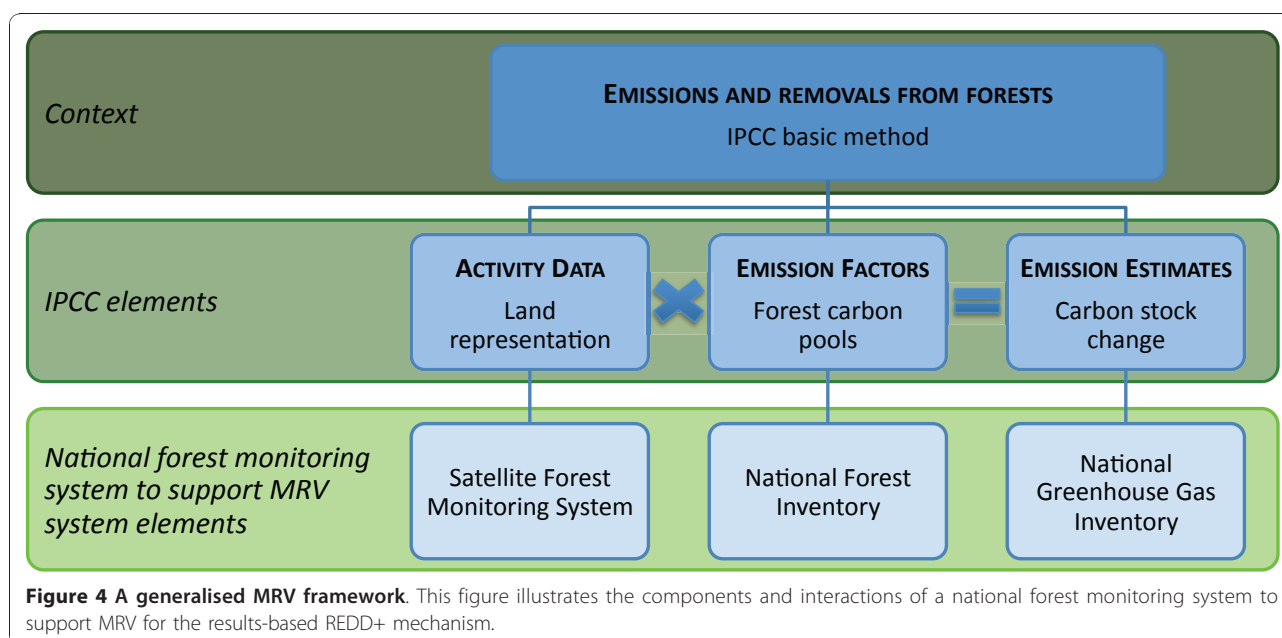 Context
EMISSIONS AND REMOVALS FROM FORESTS
IPCC basic method
IPCC elements
ACTIVITY DATA
Land
representation
EMISSION FACTORS
Forest carbon
pools
EMISSION ESTIMATES
Carbon stock
change
National forest monitoring
system to support MRV
system elements
Satellite Forest
Monitoring System
National Forest
Inventory
National
Greenhouse Gas
Inventory
Figure 4 A generalised MRV framework. This figure illustrates the components and interactions of a national forest monitoring system to
support MRV for the results-based REDD+ mechanism.